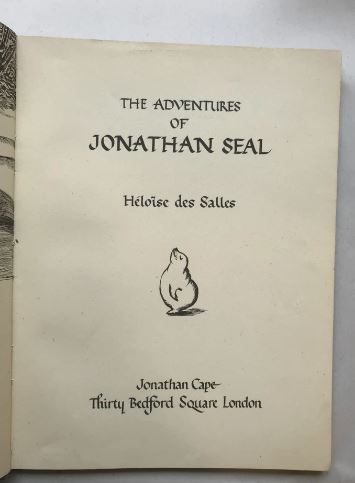 THE ADVENTURES
OF
JONATHAN SEAL
Héloïse des Salles
Jonathan Cape
Thirty Bedford Square London